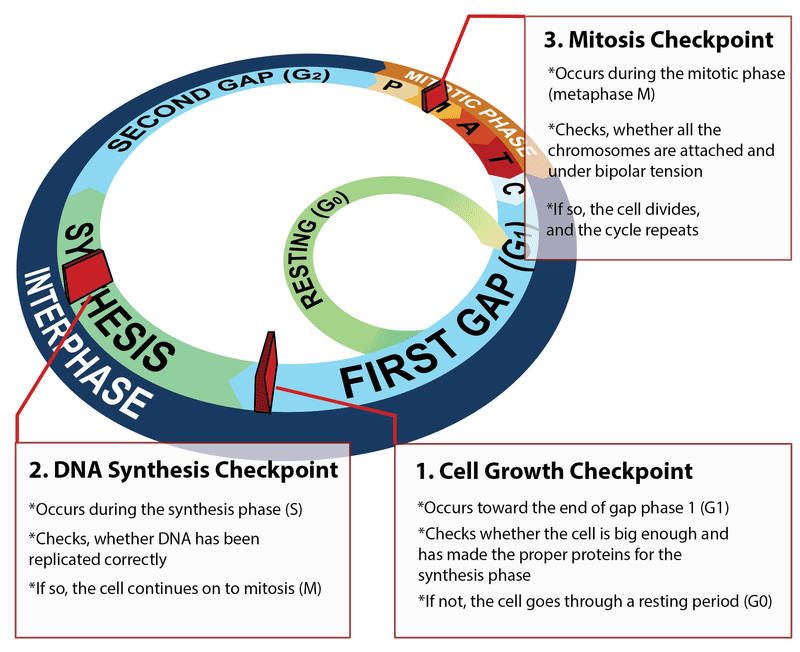 3. Mitosis Checkpoint
*Occurs during the mitotic phase
(metaphase M)
*Checks, whether all the
chromosomes are attached and
under bipolar tension
*If so, the cell divides,
and the cycle repeats
SECOND GAP (G2)
MITOTIC PHASE
P
M
A
T
C
RESTING (G0)
FIRST GAP (G1)
INTERPHASE
2. DNA Synthesis Checkpoint
*Occurs during the synthesis phase (S)
*Checks, whether DNA has been
replicated correctly
*If so, the cell continues on to mitosis (M)
1. Cell Growth Checkpoint
*Occurs toward the end of gap phase 1 (G1)
*Checks whether the cell is big enough and
has made the proper proteins for the
synthesis phase
*If not, the cell goes through a resting period (G0)